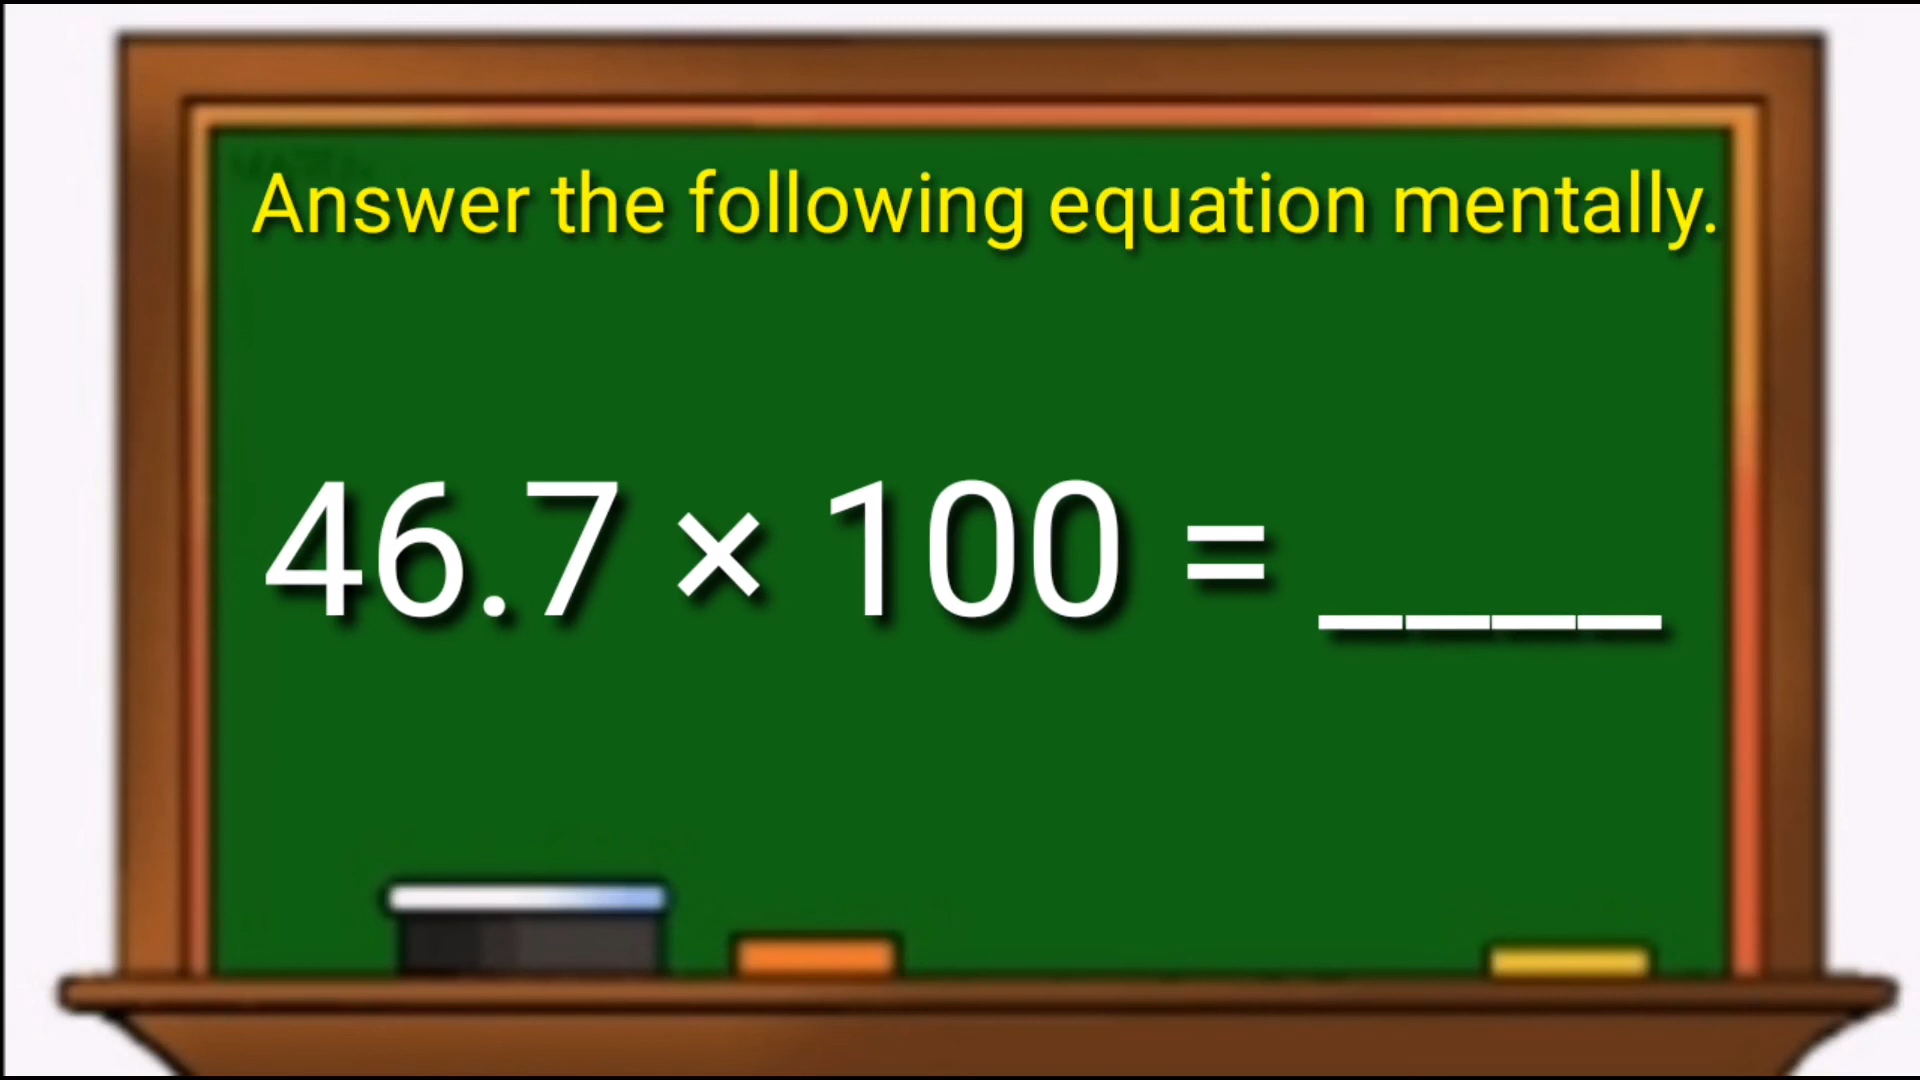 Answer the following equation mentally.
46.7 × 100 = ____